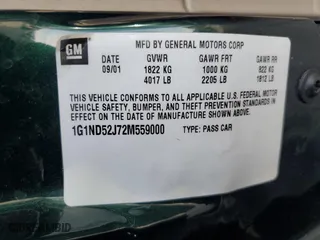 GM
MFD BY GENERAL MOTORS CORP
DATE GVWR GAWR FRT GAWR RR
09/01 1822 KG 1000 KG 822 KG
4017 LB 2205 LB 1812 LB
THIS VEHICLE CONFORMS TO ALL APPLICABLE U.S. FEDERAL MOTOR
VEHICLE SAFETY, BUMPER, AND THEFT PREVENTION STANDARDS IN
EFFECT ON THE DATE OF MANUFACTURE SHOWN ABOVE.
1G1ND52J72M559000 TYPE: PASS CAR